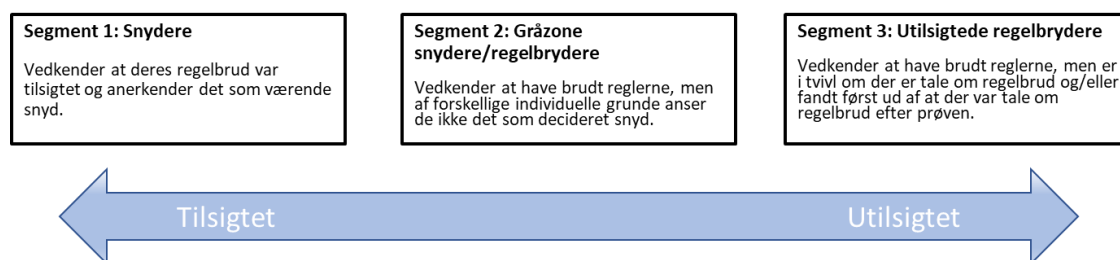 Segment 1: Snydere
Vedkender at deres regelbrud var
tilsigtet og anerkender det som værende
snyd.
Segment 2: Gråzone
snydere/regelbrydere
Vedkender at have brudt reglerne, men
af forskellige individuelle grunde anser
de ikke det som decideret snyd.
Segment 3: Utilsigtede regelbrydere
Vedkender at have brudt reglerne, men er
i tvivl om der er tale om regelbrud og/eller
fandt først ud af at der var tale om
regelbrud efter prøven.
Tilsigtet
Utilsigtet